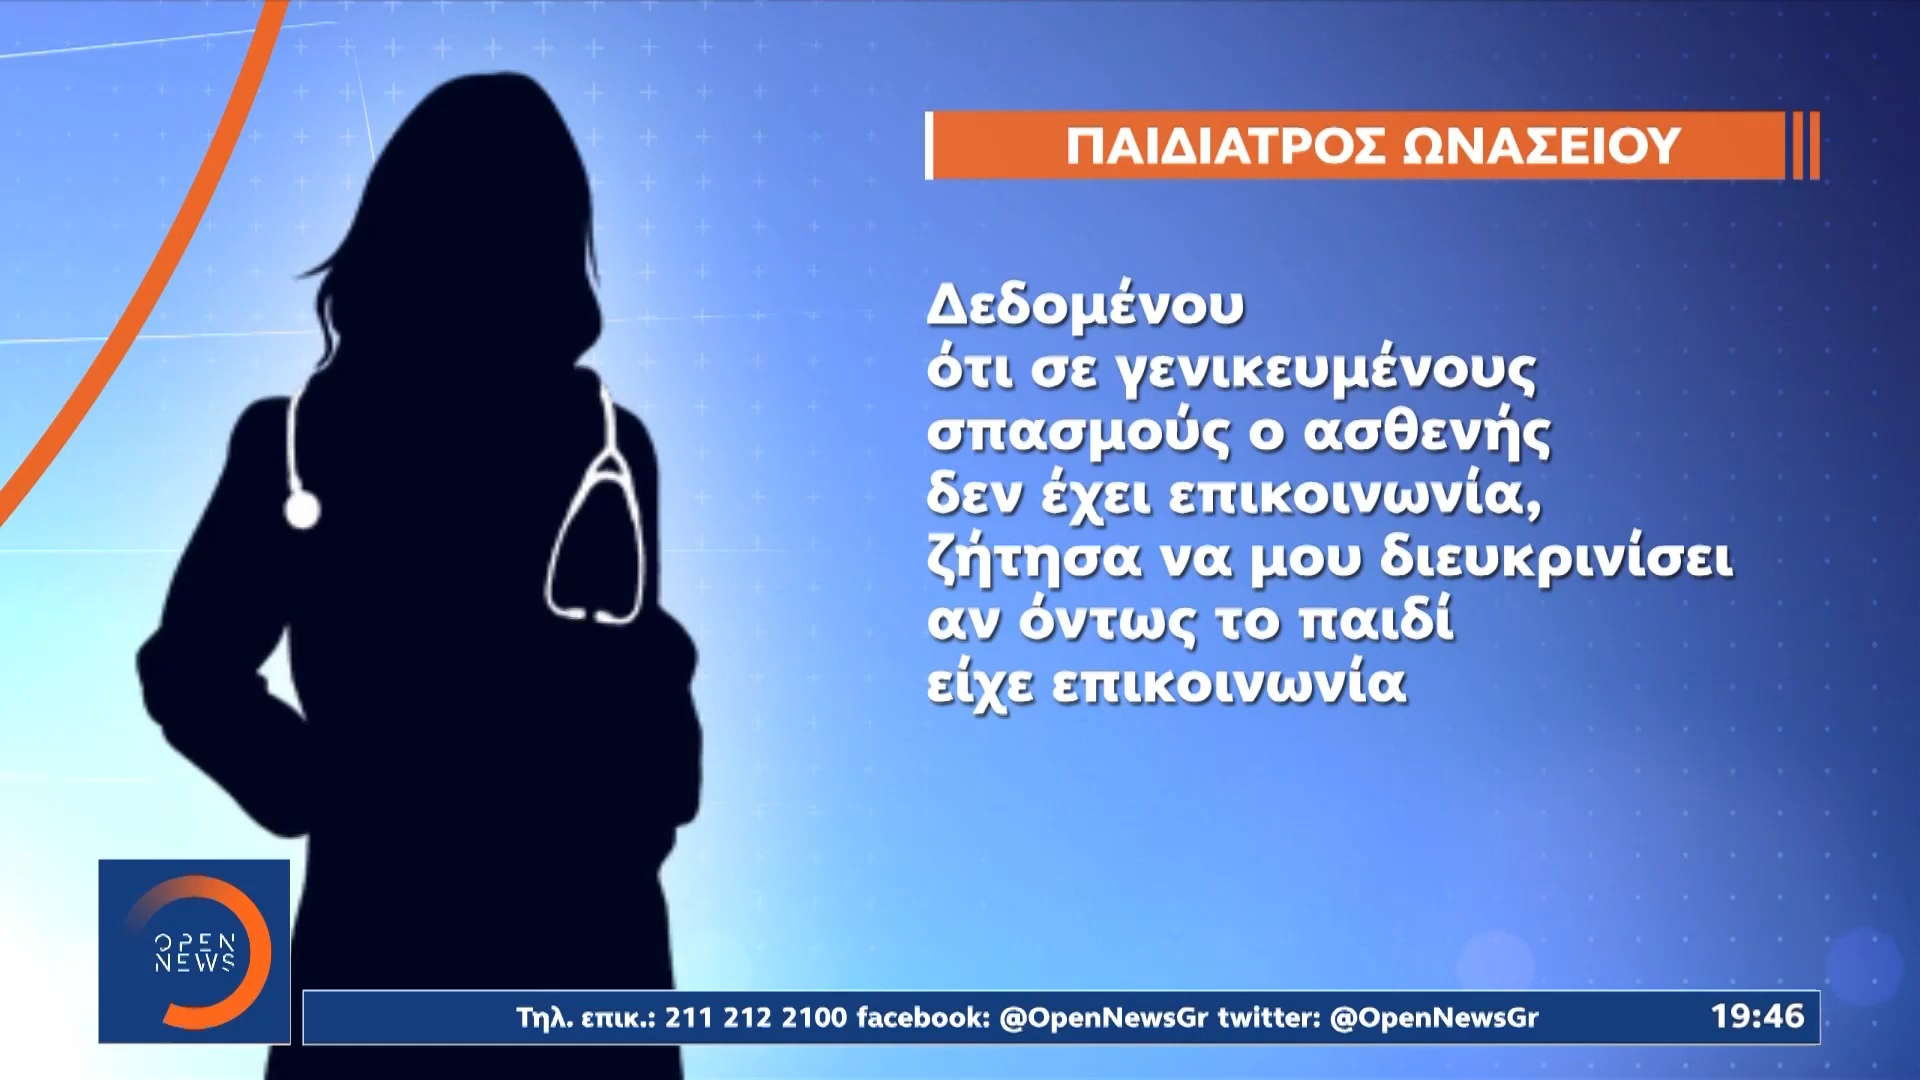 ΠΑΙΔΙΑΤΡΟΣ ΩΝΑΣΕΙΟΥ
Δεδομένου
ότι σε γενικευμένους
σπασμούς ο ασθενής
δεν έχει επικοινωνία,
ζήτησα να μου διευκρινίσει
αν όντως το παιδί
είχε επικοινωνία
OPEN
NEWS
Τηλ. επικ.: 211 212 2100 facebook: @OpenNewsGr twitter: @OpenNewsGr
19:46